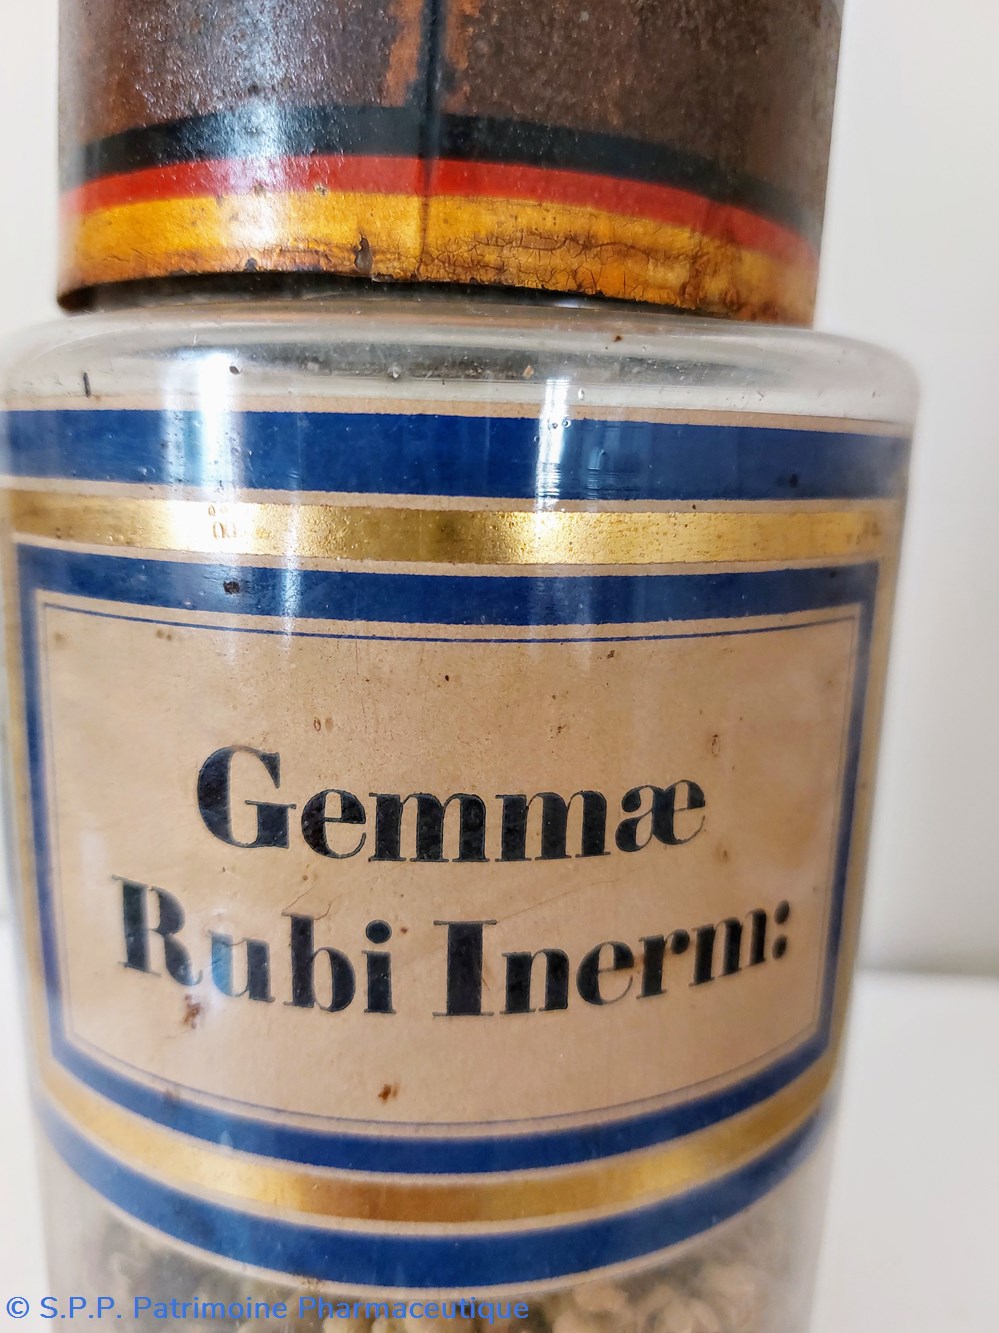 Gemmæ
Rubi Inerm:
© S.P.P. Patrimoine Pharmaceutique